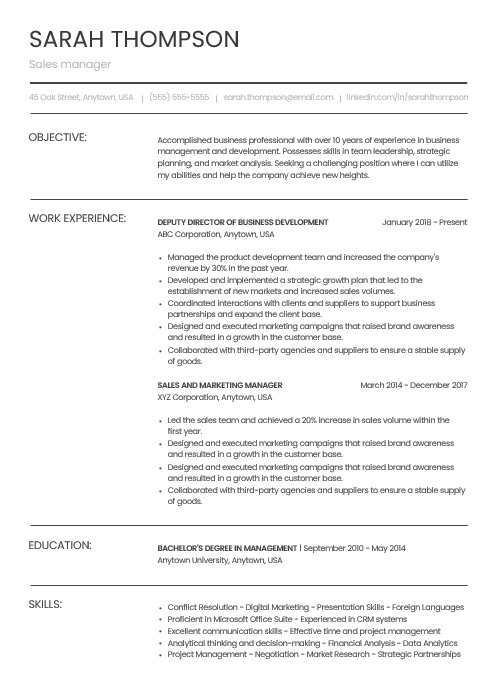 SARAH THOMPSON
Sales manager
45 Oak Street, Anytown, USA | (555) 555-5555 | sarah.thompson@email.com | linkedin.com/in/sarahthompson
OBJECTIVE:
Accomplished business professional with over 10 years of experience in business
management and development. Possesses skills in team leadership, strategic
planning, and market analysis. Seeking a challenging position where I can utilize
my abilities and help the company achieve new heights.
WORK EXPERIENCE:
DEPUTY DIRECTOR OF BUSINESS DEVELOPMENT January 2018 - Present
ABC Corporation, Anytown, USA
• Managed the product development team and increased the company's
revenue by 30% in the past year.
• Developed and implemented a strategic growth plan that led to the
establishment of new markets and increased sales volumes.
• Coordinated interactions with clients and suppliers to support business
partnerships and expand the client base.
• Designed and executed marketing campaigns that raised brand awareness
and resulted in a growth in the customer base.
• Collaborated with third-party agencies and suppliers to ensure a stable supply
of goods.
SALES AND MARKETING MANAGER March 2014 - December 2017
XYZ Corporation, Anytown, USA
• Led the sales team and achieved a 20% increase in sales volume within the
first year.
• Designed and executed marketing campaigns that raised brand awareness
and resulted in a growth in the customer base.
• Designed and executed marketing campaigns that raised brand awareness
and resulted in a growth in the customer base.
• Collaborated with third-party agencies and suppliers to ensure a stable supply
of goods.
EDUCATION:
BACHELOR'S DEGREE IN MANAGEMENT | September 2010 - May 2014
Anytown University, Anytown, USA
SKILLS:
• Conflict Resolution - Digital Marketing - Presentation Skills - Foreign Languages
• Proficient in Microsoft Office Suite - Experienced in CRM systems
• Excellent communication skills - Effective time and project management
• Analytical thinking and decision-making - Financial Analysis - Data Analytics
• Project Management - Negotiation - Market Research - Strategic Partnerships